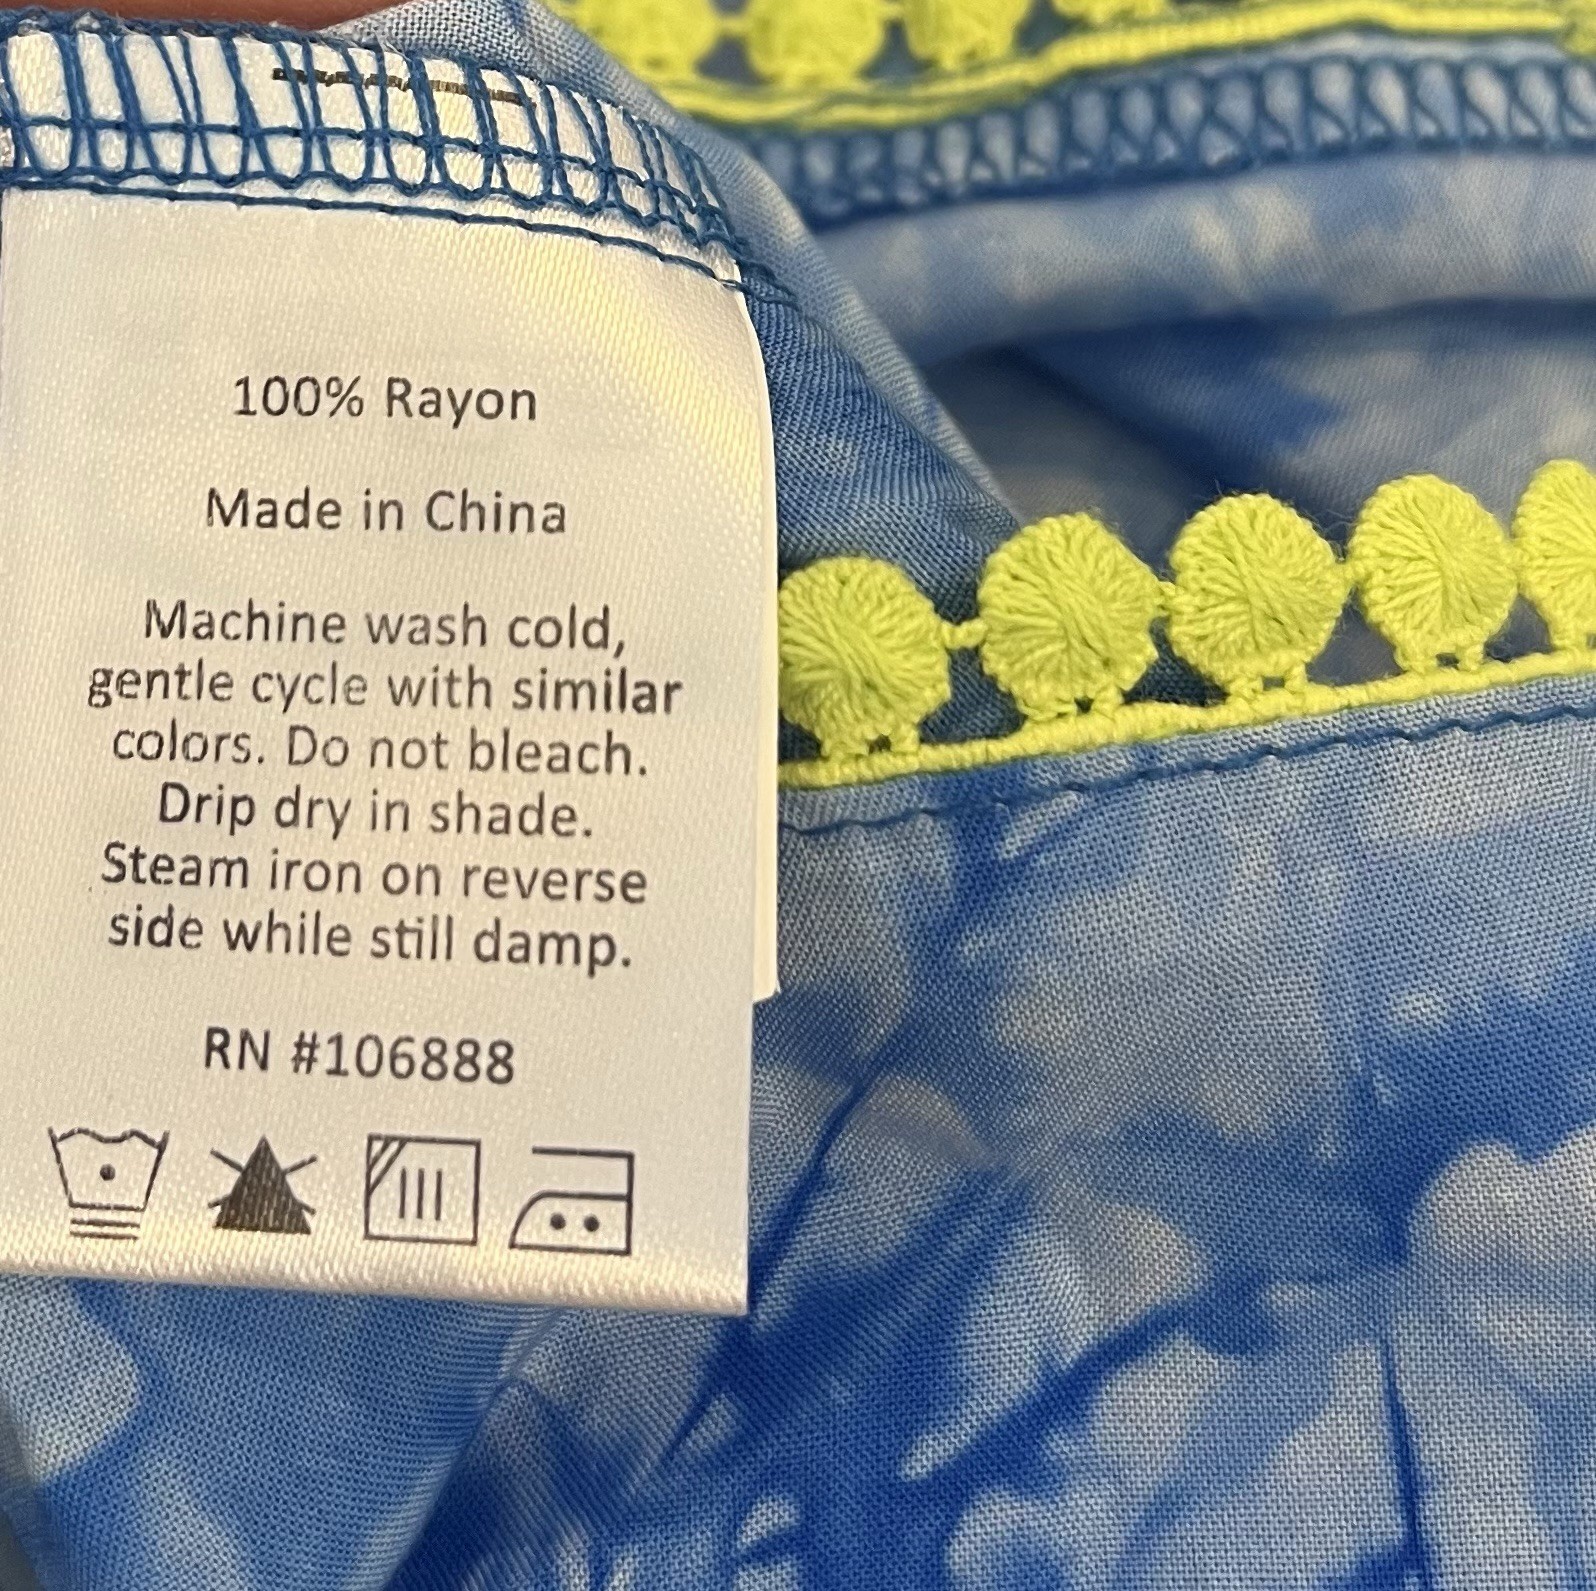 100% Rayon
Made in China
Machine wash cold,
gentle cycle with similar
colors. Do not bleach.
Drip dry in shade.
Steam iron on reverse
side while still damp.
RN #106888